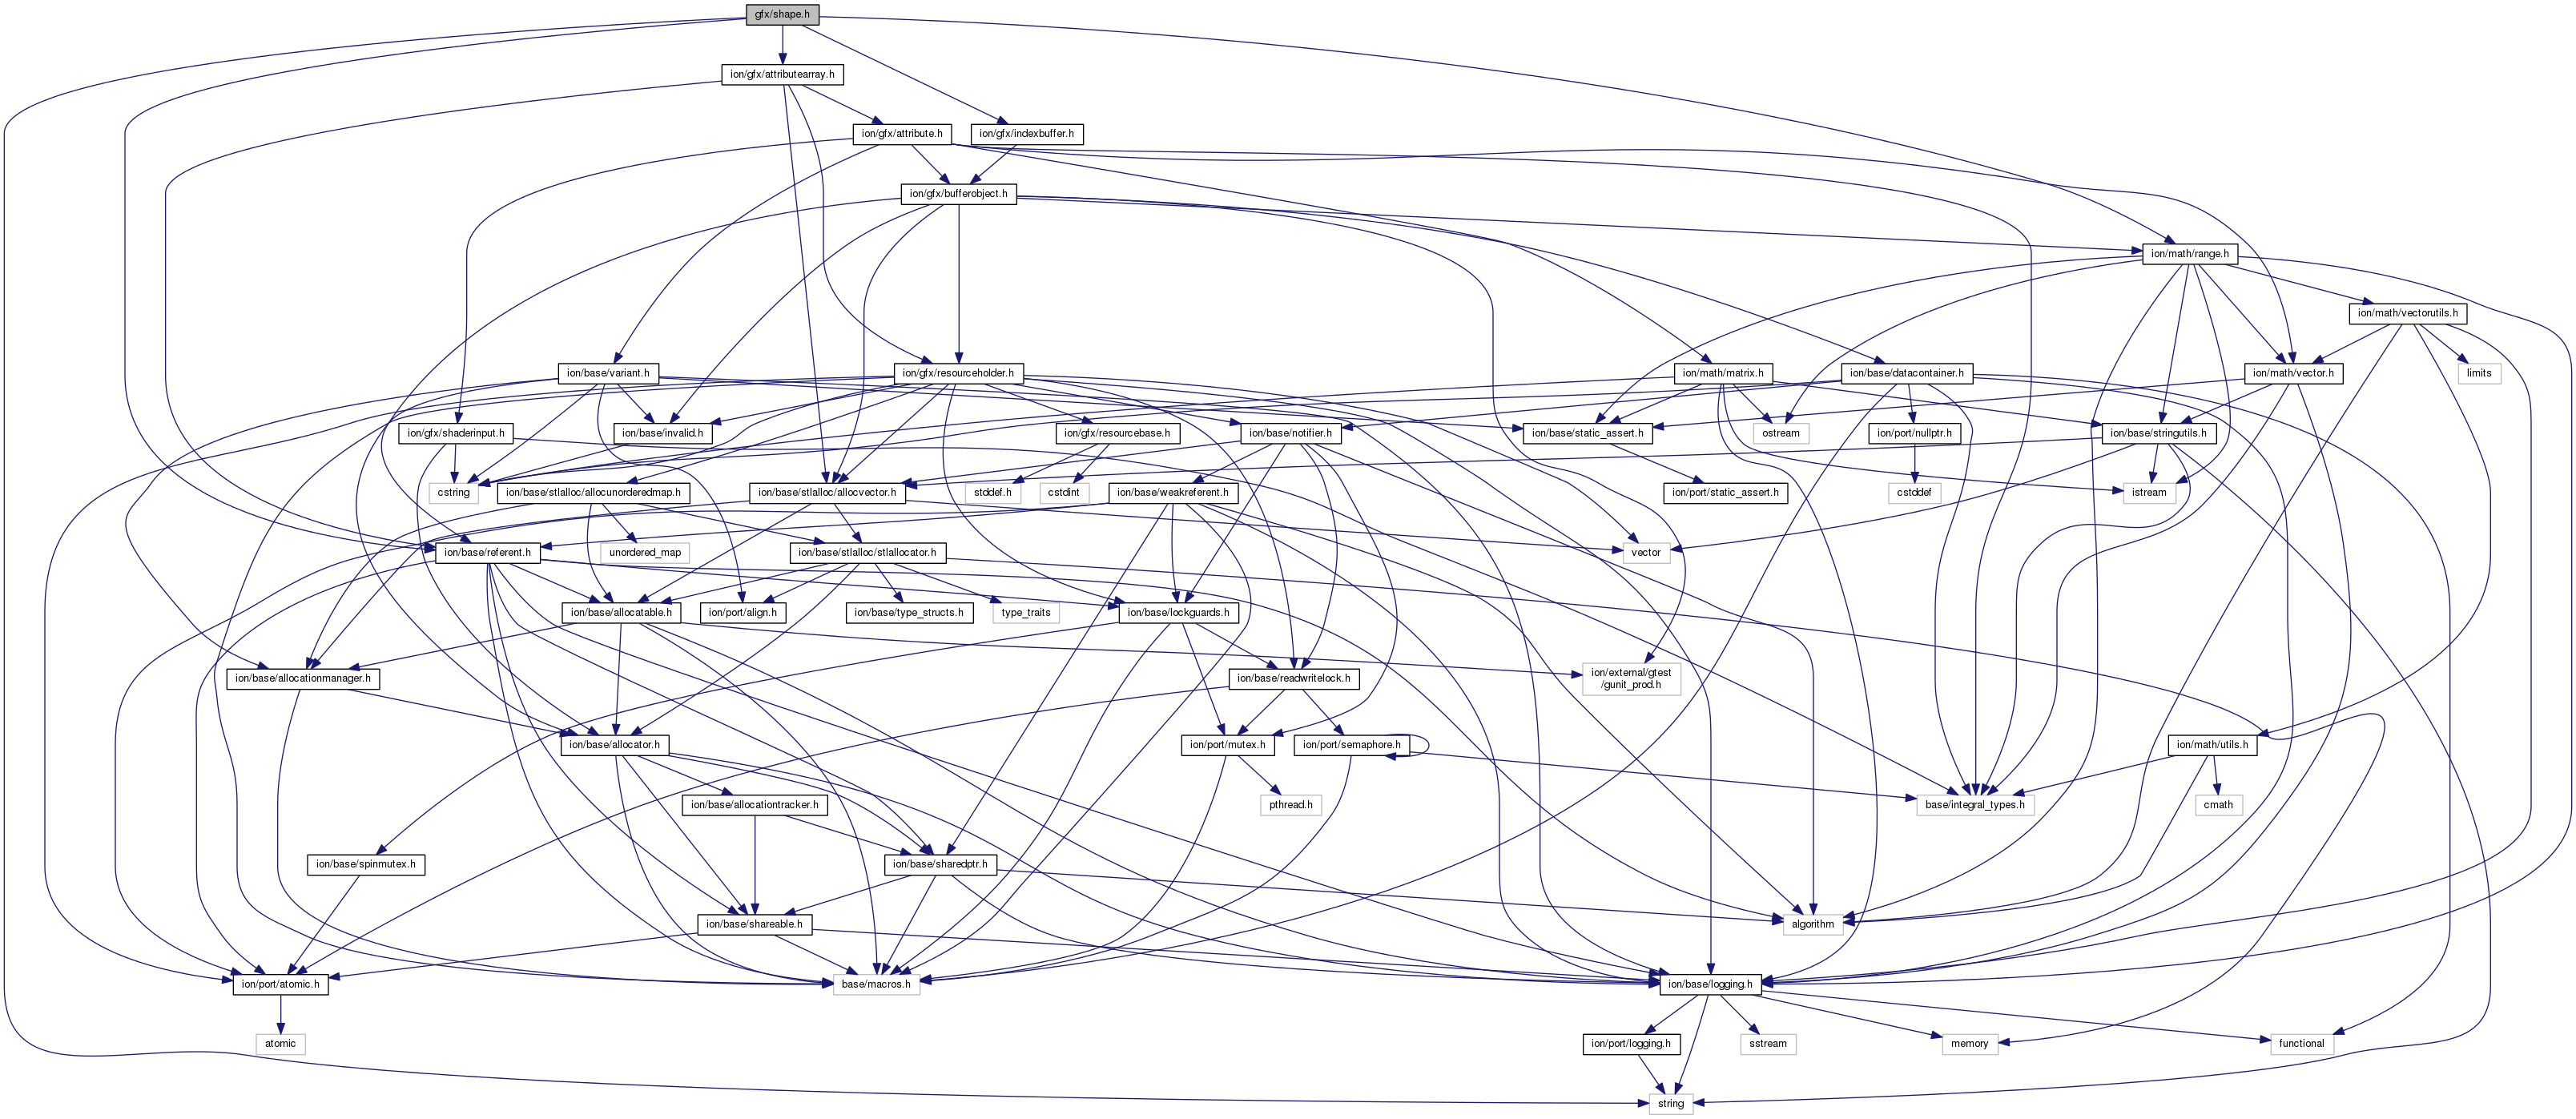 gfx/shape.h
ion/gfx/attributearray.h
ion/gfx/attribute.h
ion/gfx/indexbuffer.h
ion/gfx/bufferobject.h
ion/math/range.h
ion/math/vectorutils.h
ion/base/variant.h
ion/gfx/resourceholder.h
ion/math/matrix.h
ion/base/datacontainer.h
ion/math/vector.h
limits
ion/gfx/shaderinput.h
ion/base/invalid.h
ion/gfx/resourcebase.h
ion/base/notifier.h
ion/base/static_assert.h
ostream
ion/port/nullptr.h
ion/base/stringutils.h
cstring
ion/base/stlalloc/allocunorderedmap.h
ion/base/stlalloc/allocvector.h
stddef.h
cstdint
ion/base/weakreferent.h
ion/port/static_assert.h
cstddef
istream
ion/base/referent.h
unordered_map
ion/base/stlalloc/stlallocator.h
vector
ion/base/allocatable.h
ion/port/align.h
ion/base/type_structs.h
type_traits
ion/base/lockguards.h
ion/base/allocationmanager.h
ion/base/readwritelock.h
ion/external/gtest
/gunit_prod.h
ion/base/allocator.h
ion/port/mutex.h
ion/port/semaphore.h
ion/math/utils.h
ion/base/allocationtracker.h
pthread.h
base/integral_types.h
cmath
ion/base/spinmutex.h
ion/base/sharedptr.h
ion/base/shareable.h
algorithm
ion/port/atomic.h
base/macros.h
ion/base/logging.h
atomic
ion/port/logging.h
sstream
memory
functional
string